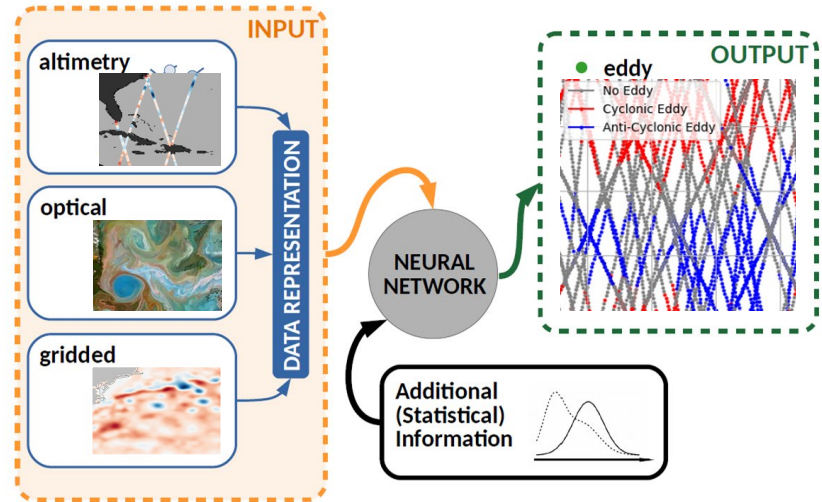 INPUT
altimetry
optical
gridded
DATA REPRESENTATION
NEURAL
NETWORK
Additional
(Statistical)
Information
OUTPUT
eddy
No Eddy
Cyclonic Eddy
Anti-Cyclonic Eddy